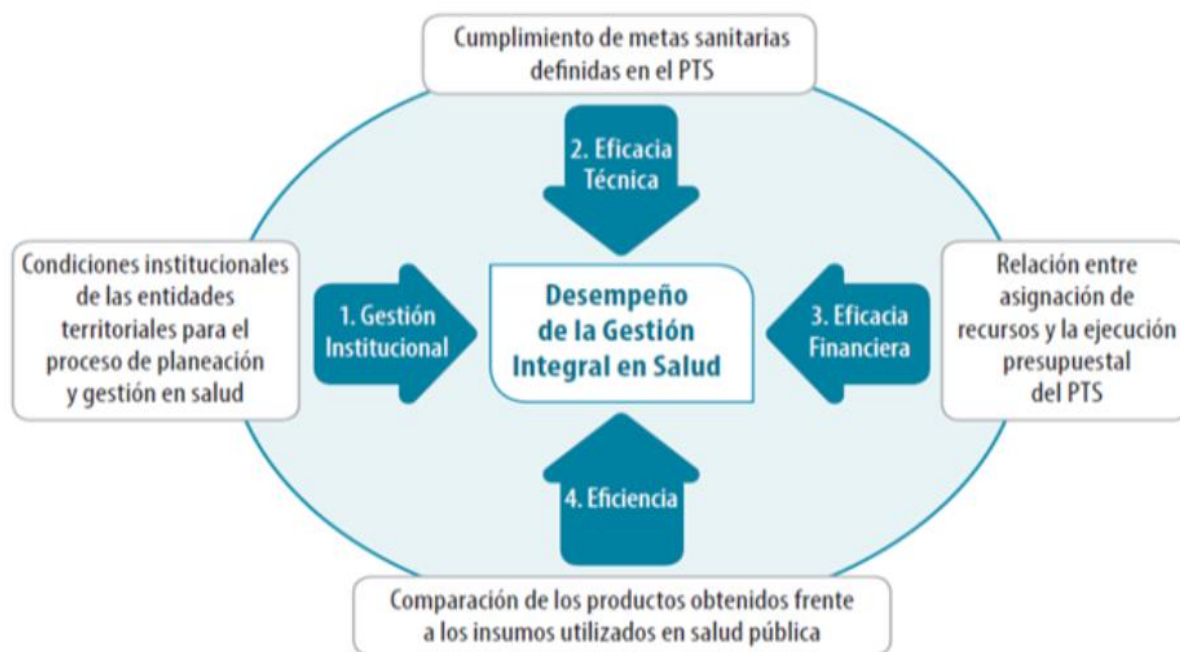 Cumplimiento de metas sanitarias
definidas en el PTS
2. Eficacia
Técnica
Condiciones institucionales
de las entidades
territoriales para el
proceso de planeación
y gestión en salud
1. Gestión
Institucional
Desempeño
de la Gestión
Integral en Salud
3. Eficacia
Financiera
Relación entre
asignación de
recursos y la ejecución
presupuestal
del PTS
4. Eficiencia
Comparación de los productos obtenidos frente
a los insumos utilizados en salud pública